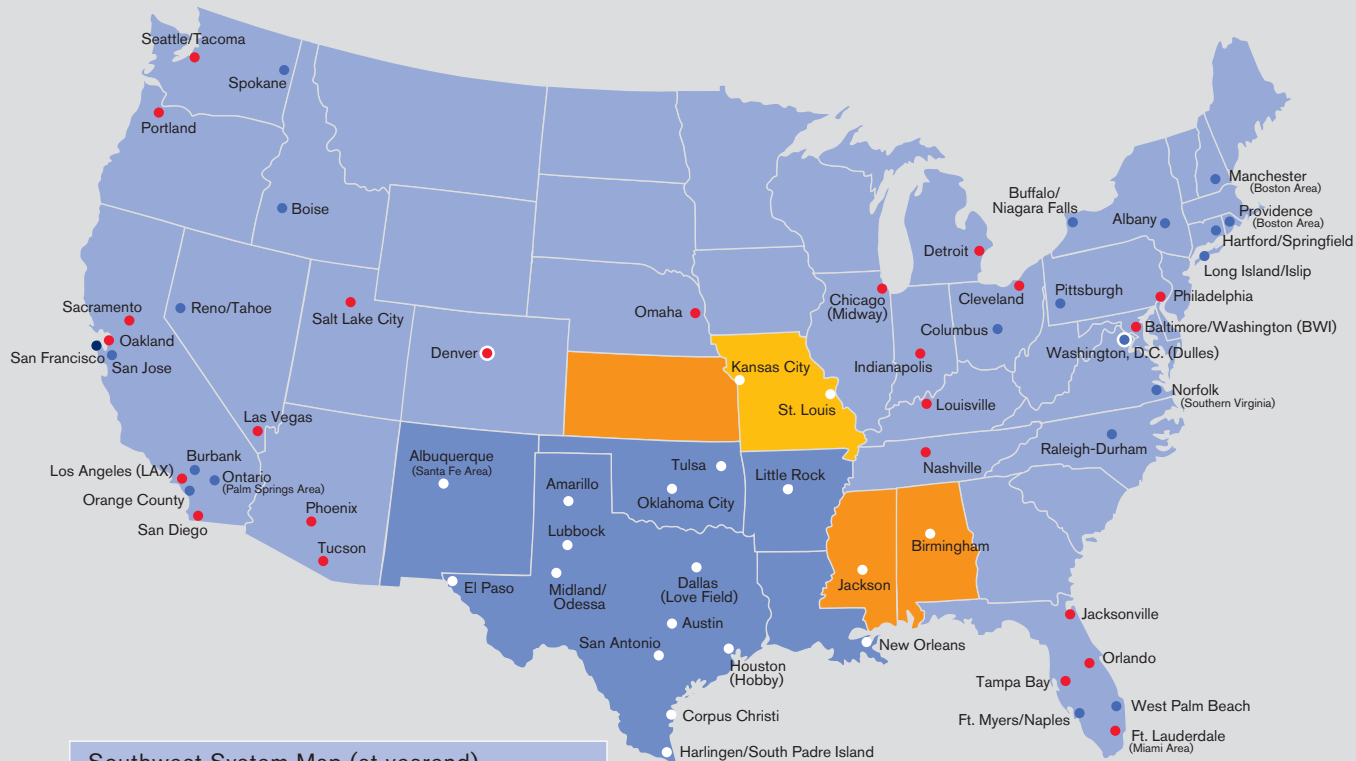 Seattle/Tacoma
Spokane
Portland
Boise
Manchester
(Boston Area)
Buffalo/
Niagara Falls
Albany
Providence
(Boston Area)
Hartford/Springfield
Detroit
Long Island/Islip
Sacramento
Reno/Tahoe
Salt Lake City
Omaha
Chicago
(Midway)
Cleveland
Pittsburgh
Philadelphia
Oakland
San Francisco
San Jose
Denver
Columbus
Baltimore/Washington (BWI)
Washington, D.C. (Dulles)
Kansas City
Indianapolis
St. Louis
Louisville
Norfolk
(Southern Virginia)
Las Vegas
Raleigh-Durham
Burbank
Los Angeles (LAX)
Ontario
(Palm Springs Area)
Orange County
San Diego
Albuquerque
(Santa Fe Area)
Tulsa
Amarillo
Oklahoma City
Little Rock
Nashville
Phoenix
Tucson
Lubbock
Birmingham
El Paso
Midland/
Odessa
Dallas
(Love Field)
Jackson
Austin
San Antonio
Houston
(Hobby)
New Orleans
Jacksonville
Orlando
Tampa Bay
West Palm Beach
Ft. Myers/Naples
Ft. Lauderdale
(Miami Area)
Corpus Christi
Harlingen/South Padre Island
Southwest System Map (at yearend)